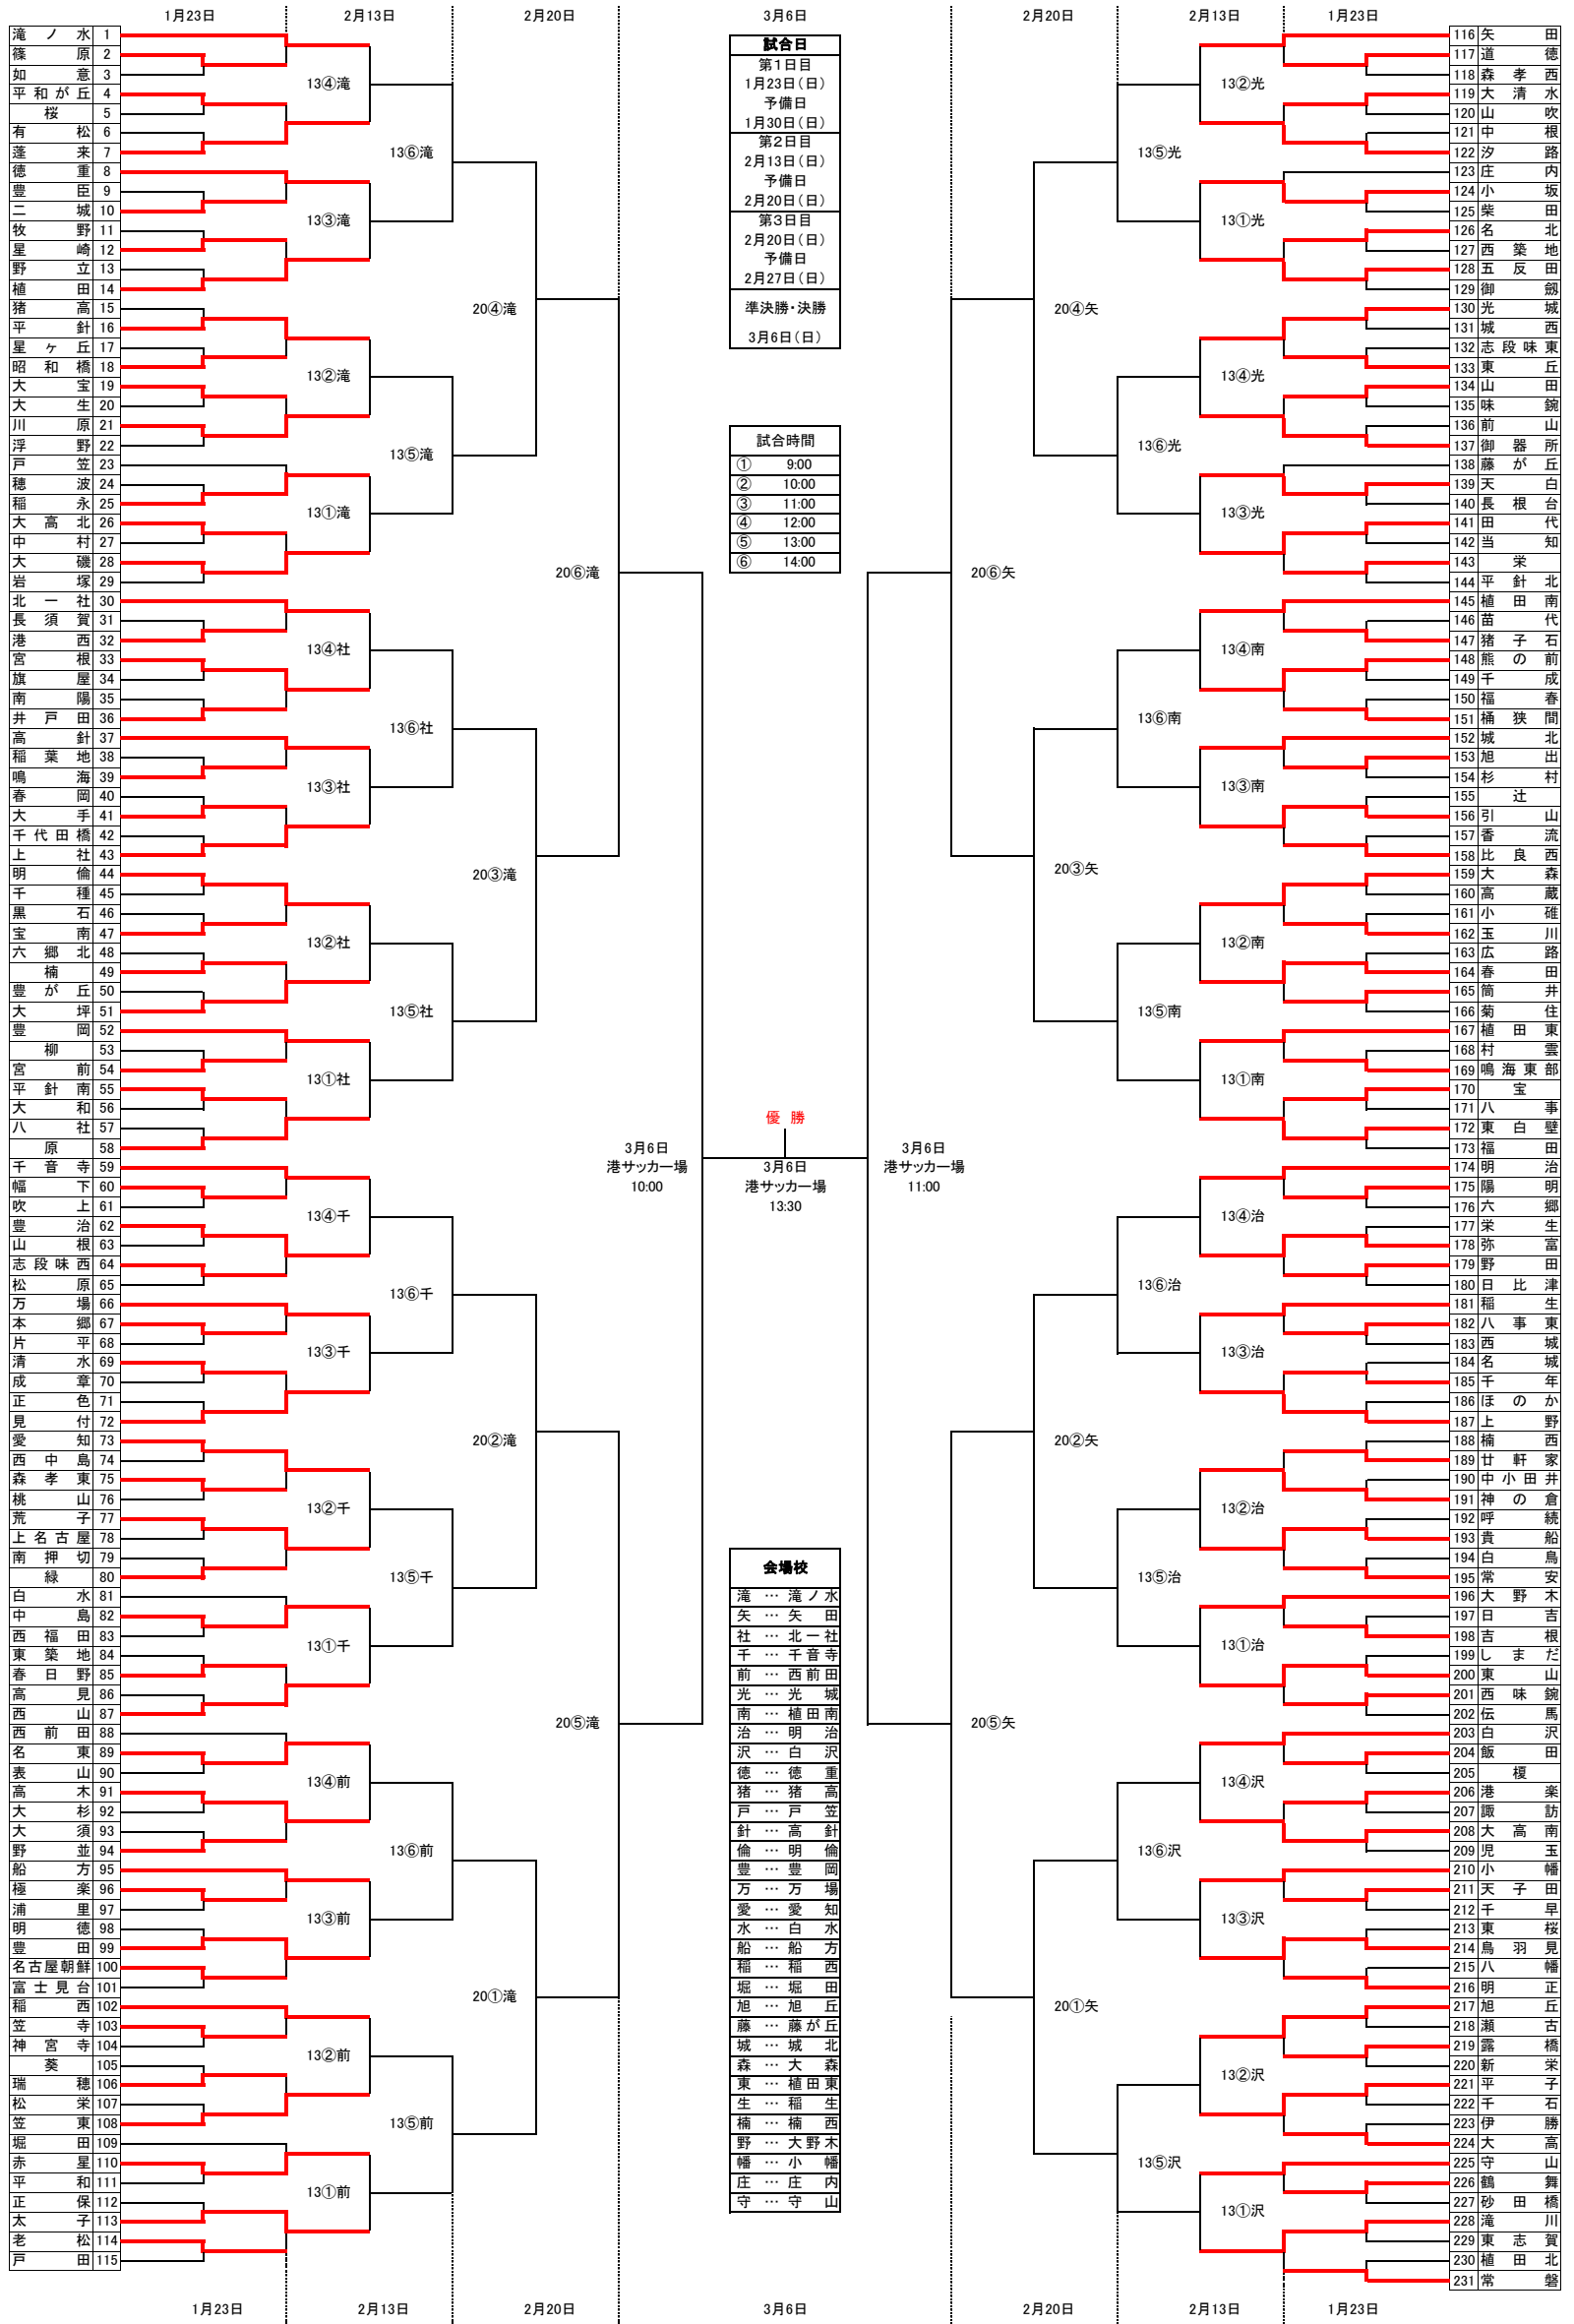 1月23日 2月13日 2月20日 3月6日 2月20日 2月13日 1月23日
滝ノ水 1
篠原 2
如意 3
平和が丘 4
桜 5
有松 6
蓬来 7
徳重 8
豊臣 9
二城 10
牧野 11
星崎 12
野立 13
植田 14
猪高 15
平針 16
星ヶ丘 17
昭和橋 18
大宝 19
大生 20
川原 21
浮野 22
戸笠 23
穂波 24
稲永 25
大高北 26
中村 27
大磯 28
岩塚 29
北一社 30
長須賀 31
港西 32
宮根 33
旗屋 34
南陽 35
井戸田 36
高針 37
稲葉地 38
鳴海 39
春岡 40
大手 41
千代田橋 42
上社 43
明倫 44
千種 45
黒石 46
宝南 47
六郷北 48
楠 49
豊が丘 50
大坪 51
豊岡 52
柳 53
宮前 54
平針南 55
大和 56
八社 57
原 58
千音寺 59
幅下 60
吹上 61
豊治 62
山根 63
志段味西 64
松原 65
万場 66
本郷 67
片平 68
清水 69
成章 70
正色 71
見付 72
愛知 73
西中島 74
森孝東 75
桃山 76
荒子 77
上名古屋 78
南押切 79
緑 80
白水 81
中島 82
西福田 83
東築地 84
春日野 85
高見 86
西山 87
西前田 88
名東 89
表山 90
高木 91
大杉 92
大須 93
野並 94
船方 95
極楽 96
浦里 97
明徳 98
豊田 99
名古屋朝鮮 100
富士見台 101
稲西 102
笠寺 103
神宮寺 104
葵 105
瑞穂 106
松栄 107
笠東 108
堀田 109
赤星 110
平和 111
正保 112
太子 113
老松 114
戸田 115
13④滝
13⑥滝
13③滝
20④滝
13②滝
13⑤滝
13①滝
20⑥滝
13④社
13⑥社
13③社
20③滝
13②社
13⑤社
13①社
13④千
13⑥千
13③千
20②滝
13②千
13⑤千
13①千
20⑤滝
13④前
13⑥前
13③前
20①滝
13②前
13⑤前
13①前
試合日
第1日目
1月23日(日)
予備日
1月30日(日)
第2日目
2月13日(日)
予備日
2月20日(日)
第3日目
2月20日(日)
予備日
2月27日(日)
準決勝・決勝
3月6日(日)
試合時間
① 9:00
② 10:00
③ 11:00
④ 12:00
⑤ 13:00
⑥ 14:00
優勝
3月6日
港サッカー場
10:00
3月6日
港サッカー場
13:30
3月6日
港サッカー場
11:00
会場校
滝 … 滝ノ水
矢 … 矢田
社 … 北一社
千 … 千音寺
前 … 西前田
光 … 光城
南 … 植田南
治 … 明治
沢 … 白沢
徳 … 徳重
猪 … 猪高
戸 … 戸笠
針 … 高針
倫 … 明倫
豊 … 豊岡
万 … 万場
愛 … 愛知
水 … 白水
船 … 船方
稲 … 稲西
堀 … 堀田
旭 … 旭丘
藤 … 藤が丘
城 … 城北
森 … 大森
東 … 植田東
生 … 稲生
楠 … 楠西
野 … 大野木
幡 … 小幡
庄 … 庄内
守 … 守山
13②光
13⑤光
13①光
20④矢
13④光
13⑥光
13③光
20⑥矢
13④南
13⑥南
13③南
20③矢
13②南
13⑤南
13①南
13④治
13⑥治
13③治
20②矢
13②治
13⑤治
13①治
20⑤矢
13④沢
13⑥沢
13③沢
20①矢
13②沢
13⑤沢
13①沢
116 矢田
117 道徳
118 森孝西
119 大清水
120 山吹
121 中根
122 汐路
123 庄内
124 小坂
125 柴田
126 名北
127 西築地
128 五反田
129 御劔
130 光城
131 城西
132 志段味東
133 東丘
134 山田
135 味鋺
136 前山
137 御器所
138 藤が丘
139 天白
140 長根台
141 田代
142 当知
143 栄
144 平針北
145 植田南
146 苗代
147 猪子石
148 熊の前
149 千成
150 福春
151 桶狭間
152 城北
153 旭出
154 杉村
155 辻
156 引山
157 香流
158 比良西
159 大森
160 高蔵
161 小碓
162 玉川
163 広路
164 春田
165 筒井
166 菊住
167 植田東
168 村雲
169 鳴海東部
170 宝
171 八事
172 東白壁
173 福田
174 明治
175 陽明
176 六郷
177 栄生
178 弥富
179 野田
180 日比津
181 稲生
182 八事東
183 西城
184 名城
185 千年
186 ほのか
187 上野
188 楠西
189 廿軒家
190 中小田井
191 神の倉
192 呼続
193 貴船
194 白鳥
195 常安
196 大野木
197 日吉
198 吉根
199 しまだ
200 東山
201 西味鋺
202 伝馬
203 白沢
204 飯田
205 榎
206 港楽
207 諏訪
208 大高南
209 児玉
210 小幡
211 天子田
212 千早
213 東桜
214 鳥羽見
215 八幡
216 明正
217 旭丘
218 瀬古
219 露橋
220 新栄
221 平子
222 千石
223 伊勝
224 大高
225 守山
226 鶴舞
227 砂田橋
228 滝川
229 東志賀
230 植田北
231 常磐
1月23日 2月13日 2月20日 3月6日 2月20日 2月13日 1月23日